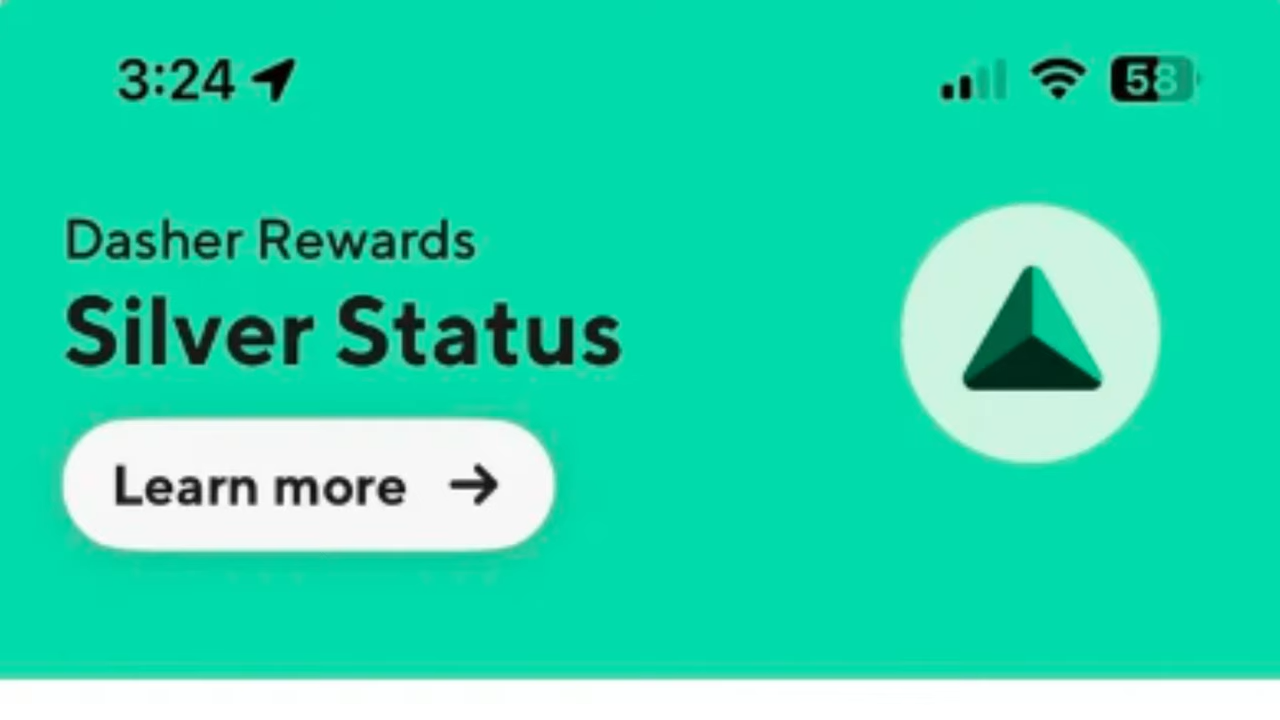 3:24
58
Dasher Rewards
Silver Status
Learn more →